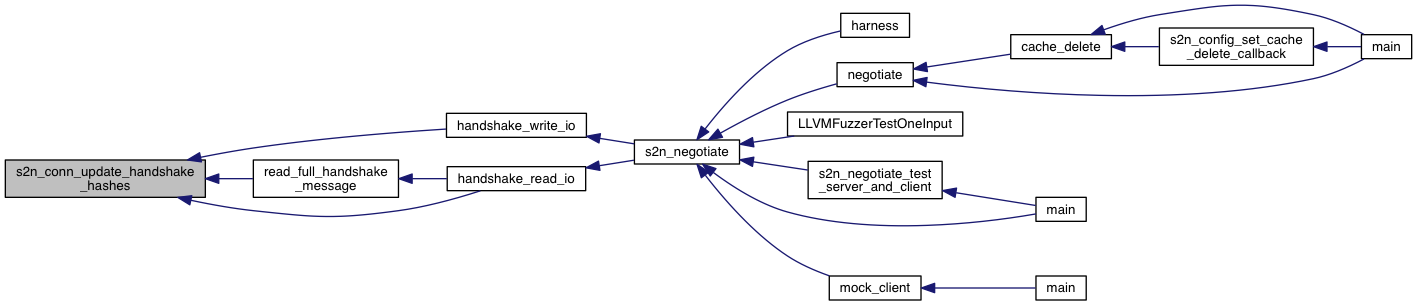 s2n_conn_update_handshake
_hashes
handshake_write_io
read_full_handshake
_message
handshake_read_io
s2n_negotiate
harness
negotiate
LLVMFuzzerTestOneInput
s2n_negotiate_test
_server_and_client
mock_client
cache_delete
s2n_config_set_cache
_delete_callback
main
main
main